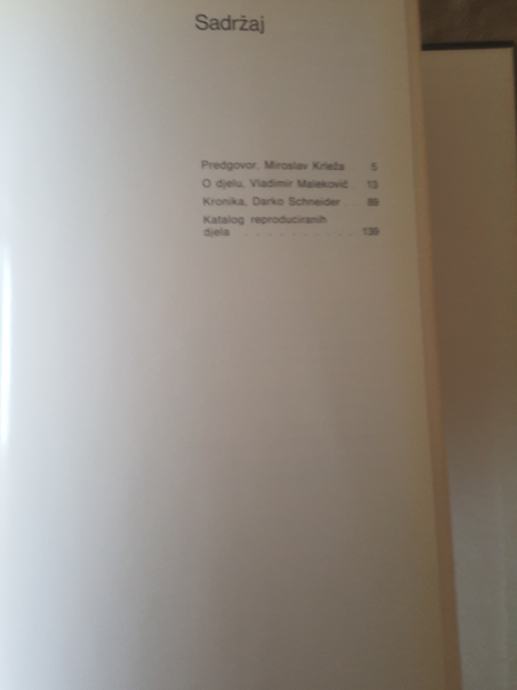 Sadržaj
Predgovor, Miroslav Krleža . 5
O djelu, Vladimir Maleković . 13
Kronika, Darko Schneider . . 89
Katalog reproduciranih
djela . . . . . . . . . . 139